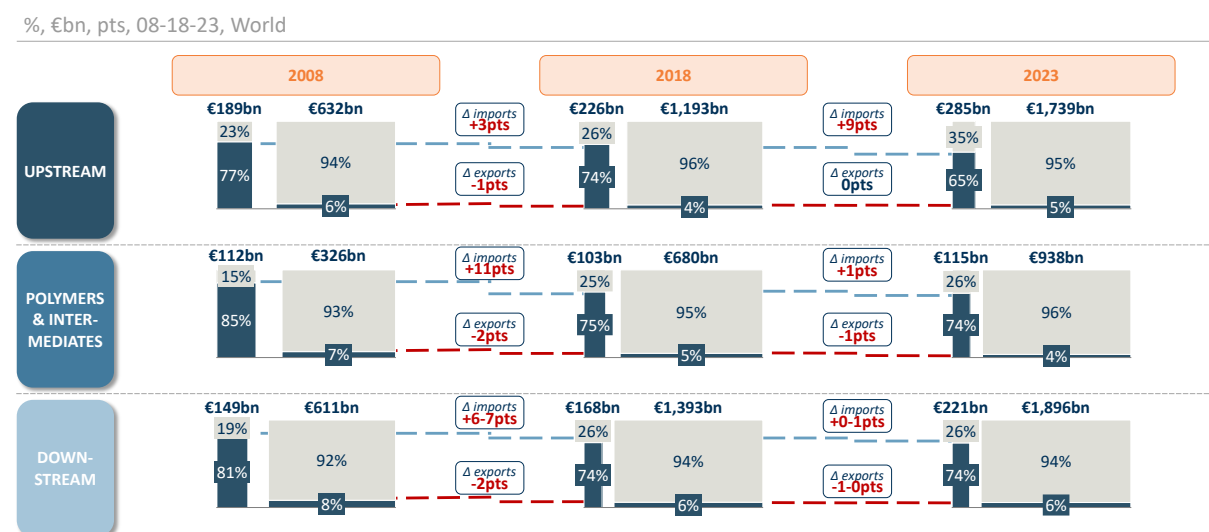 %, €bn, pts, 08-18-23, World
2008
2018
2023
UPSTREAM
€189bn
€632bn
23%
77%
94%
6%
Δ imports
+3pts
Δ exports
-1pts
€226bn
€1,193bn
26%
74%
96%
4%
Δ imports
+9pts
Δ exports
0pts
€285bn
€1,739bn
35%
65%
95%
5%
POLYMERS
& INTER-
MEDIATES
€112bn
€326bn
15%
85%
93%
7%
Δ imports
+11pts
Δ exports
-2pts
€103bn
€680bn
25%
75%
95%
5%
Δ imports
+1pts
Δ exports
-1pts
€115bn
€938bn
26%
74%
96%
4%
DOWN-
STREAM
€149bn
€611bn
19%
81%
92%
8%
Δ imports
+6-7pts
Δ exports
-2pts
€168bn
€1,393bn
26%
74%
94%
6%
Δ imports
+0-1pts
Δ exports
-1-0pts
€221bn
€1,896bn
26%
74%
94%
6%